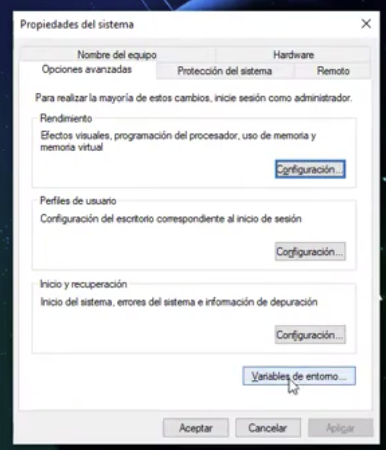 Propiedades del sistema
Nombre del equipo
Hardware
Opciones avanzadas
Protección del sistema
Remoto
Para realizar la mayoría de estos cambios, inicie sesión como administrador.
Rendimiento
Efectos visuales, programación del procesador, uso de memoria y
memoria virtual
Configuración...
Perfiles de usuario
Configuración del escritorio correspondiente al inicio de sesión
Configuración...
Inicio y recuperación
Inicio del sistema, errores del sistema e información de depuración
Configuración...
Variables de entorno...
Aceptar
Cancelar
Aplicar